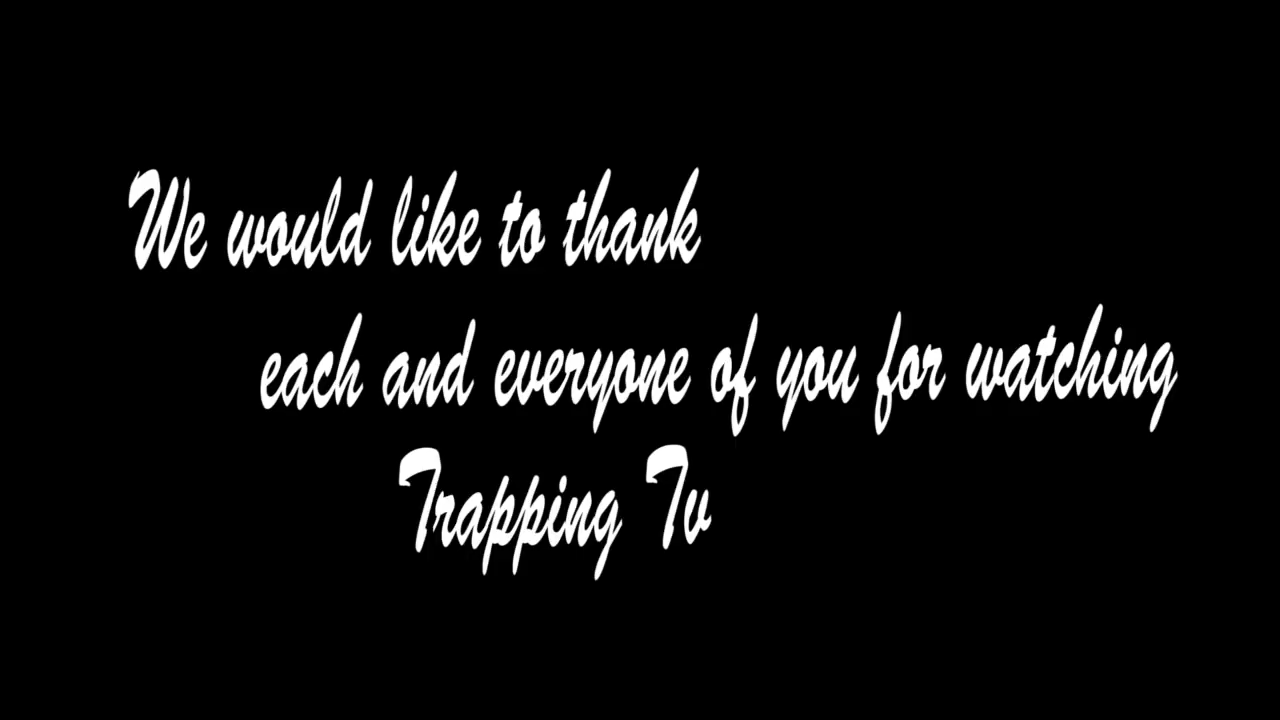 We would like to thank
each and everyone of you for watching
Trapping Tv